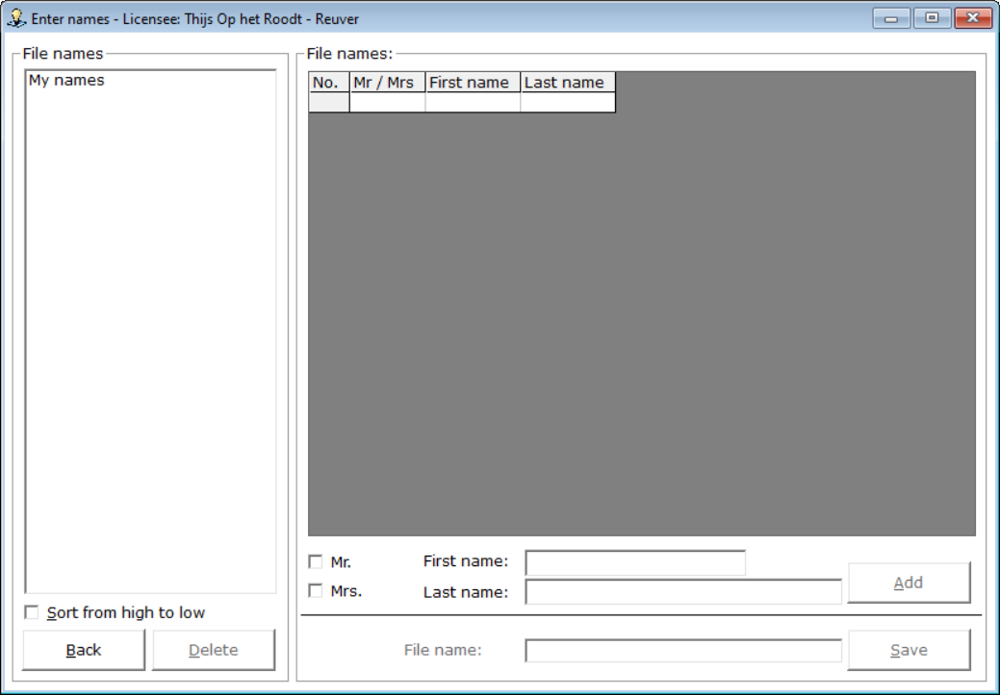 Enter names - Licensee: Thijs Op het Roodt - Reuver
File names
My names
Sort from high to low
Back Delete
File names:
No. Mr / Mrs First name Last name
Mr. First name:
Mrs. Last name:
Add
File name: Save